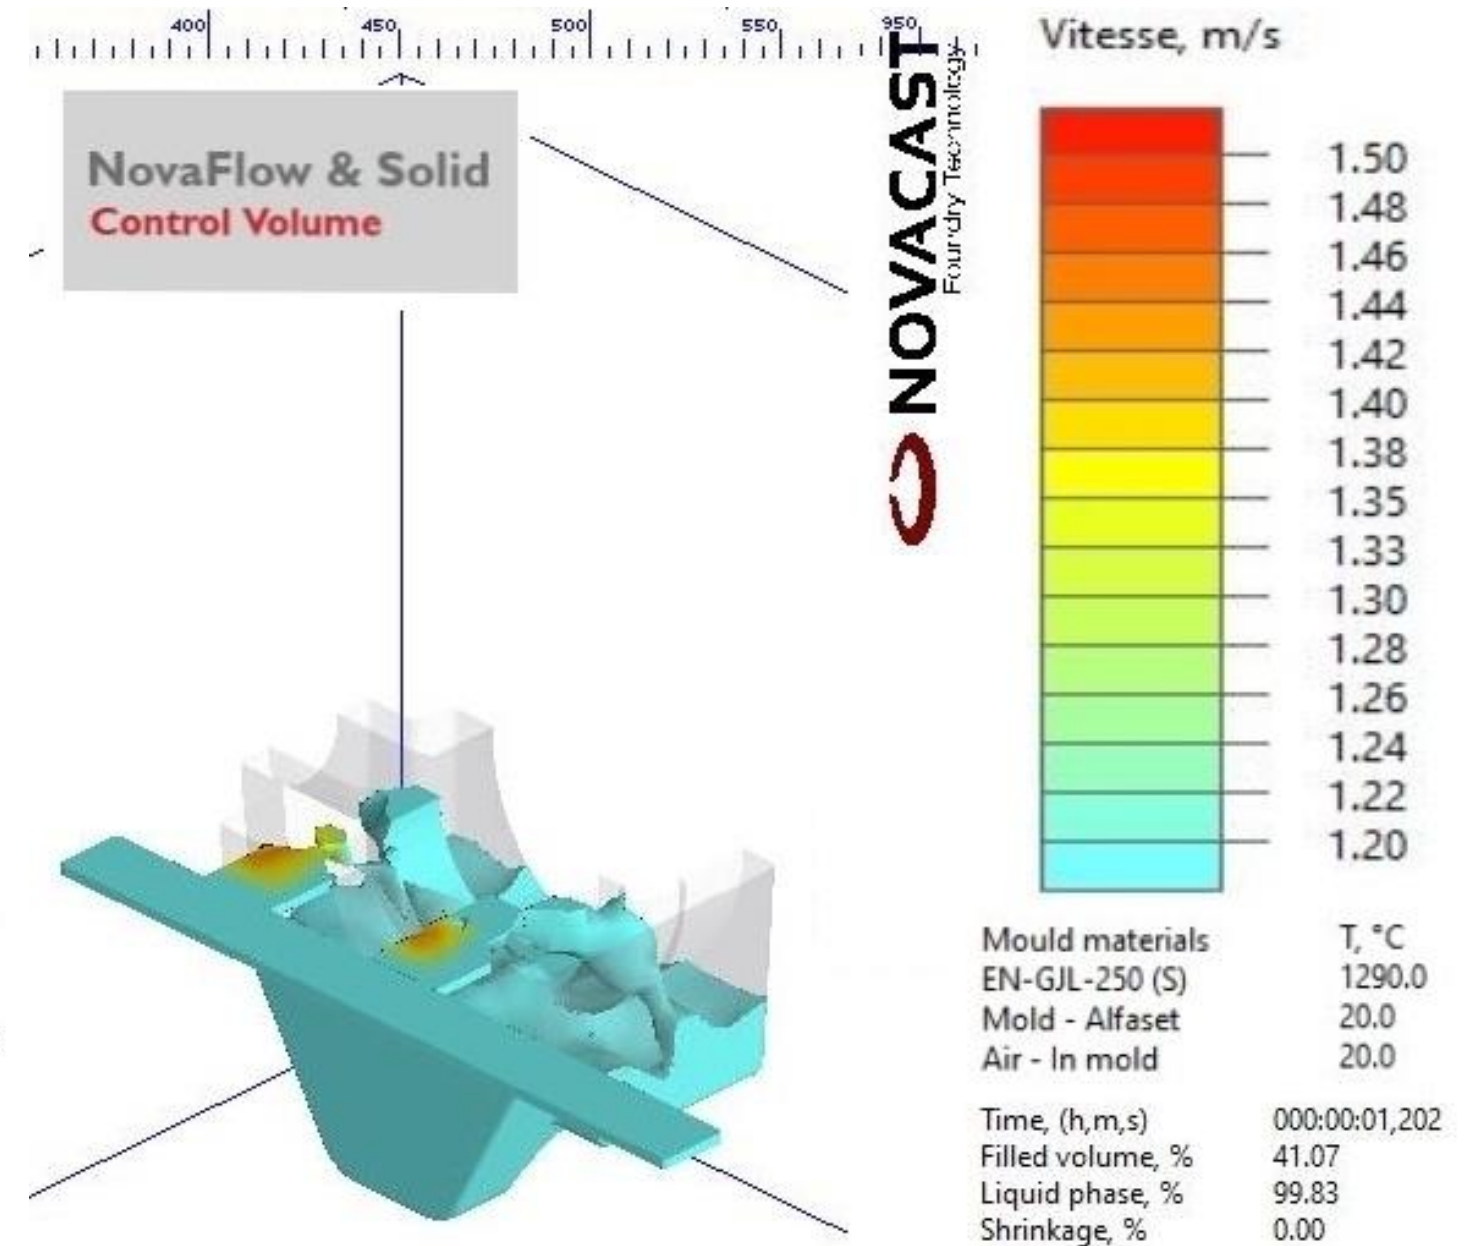 400 450 500 550 950
NovaFlow & Solid
Control Volume
NOVACAST
Foundry Technology
Vitesse, m/s
1.50
1.48
1.46
1.44
1.42
1.40
1.38
1.35
1.33
1.30
1.28
1.26
1.24
1.22
1.20
Mould materials T, °C
EN-GJL-250 (S) 1290.0
Mold - Alfaset 20.0
Air - In mold 20.0
Time, (h,m,s) 000:00:01,202
Filled volume, % 41.07
Liquid phase, % 99.83
Shrinkage, % 0.00